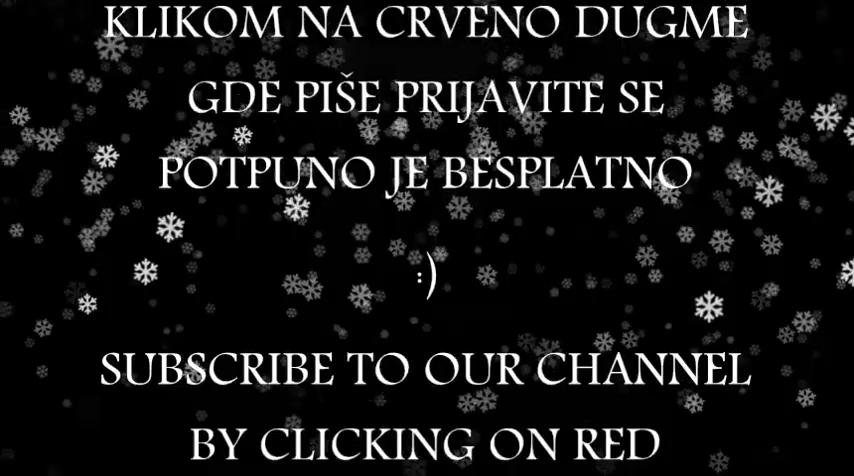 KLIKOM NA CRVENO DUGME
GDE PIŠE PRIJAVITE SE
POTPUNO JE BESPLATNO
:)
SUBSCRIBE TO OUR CHANNEL
BY CLICKING ON RED